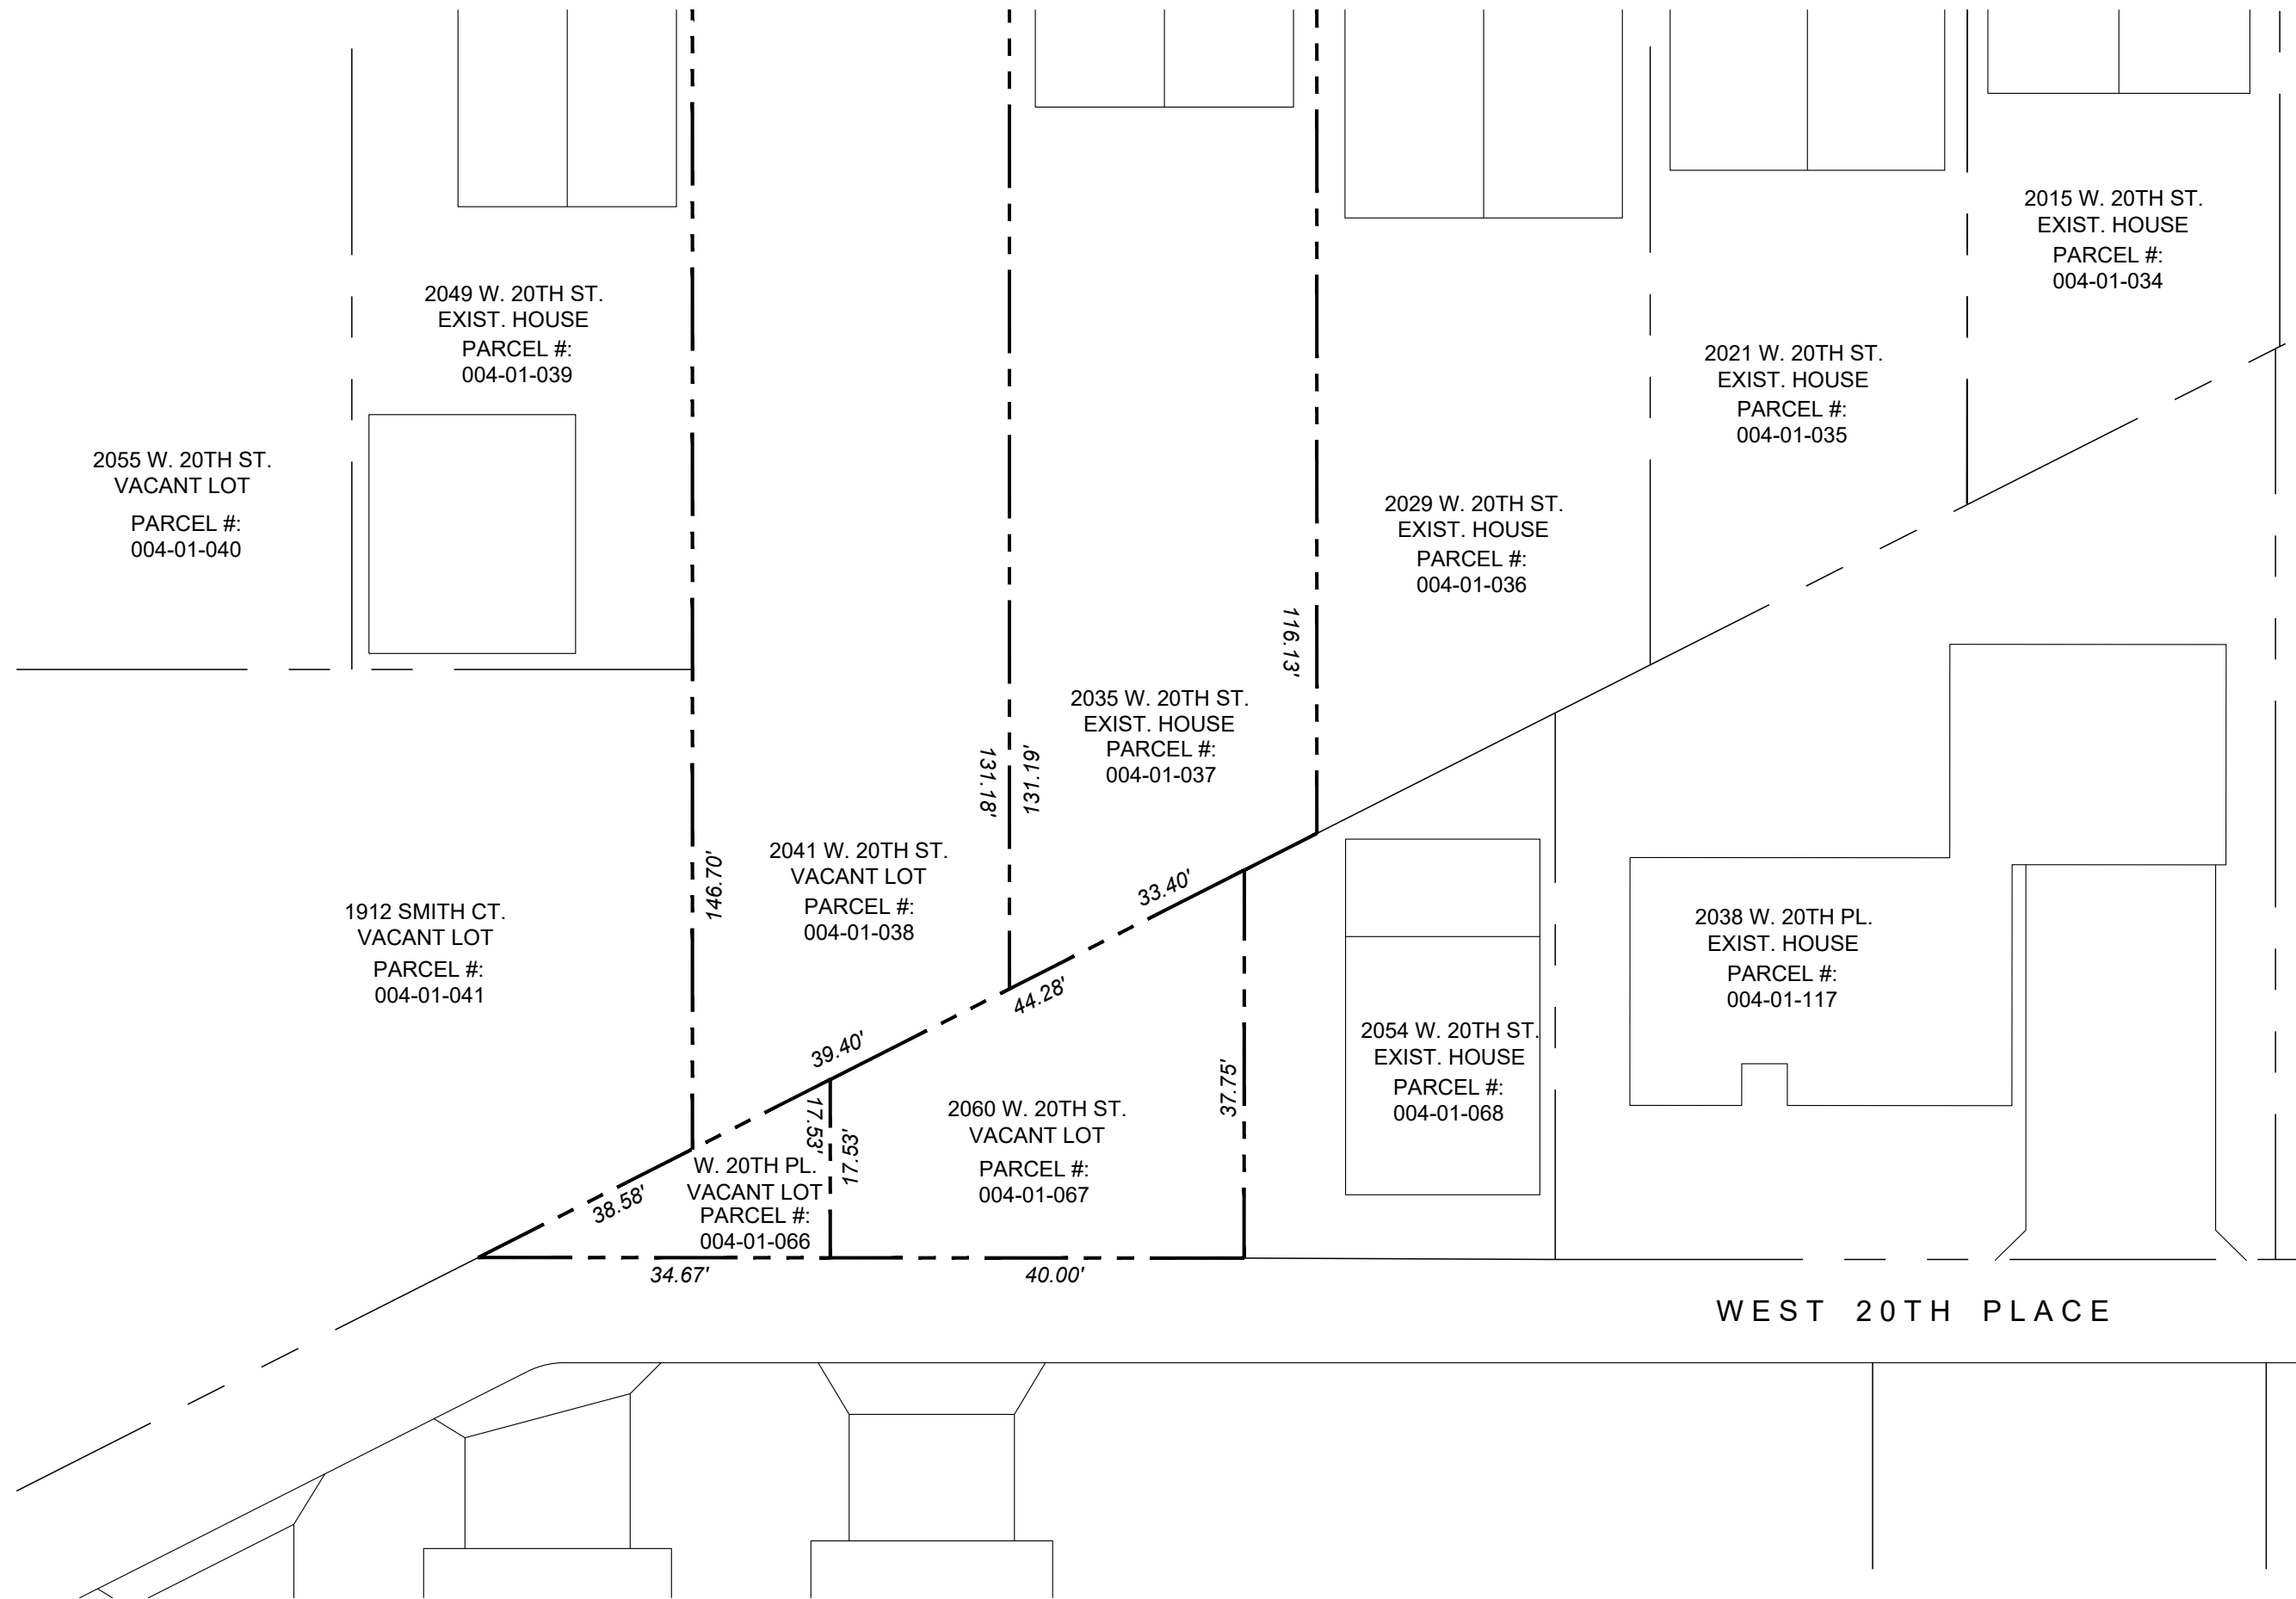 2015 W. 20TH ST.
EXIST. HOUSE
PARCEL #:
004-01-034
2049 W. 20TH ST.
EXIST. HOUSE
PARCEL #:
004-01-039
2021 W. 20TH ST.
EXIST. HOUSE
PARCEL #:
004-01-035
2055 W. 20TH ST.
VACANT LOT
PARCEL #:
004-01-040
2029 W. 20TH ST.
EXIST. HOUSE
PARCEL #:
004-01-036
116.13'
2035 W. 20TH ST.
EXIST. HOUSE
PARCEL #:
004-01-037
131.18'
131.19'
146.70'
2041 W. 20TH ST.
VACANT LOT
PARCEL #:
004-01-038
1912 SMITH CT.
VACANT LOT
PARCEL #:
004-01-041
33.40'
2038 W. 20TH PL.
EXIST. HOUSE
PARCEL #:
004-01-117
44.28'
39.40'
2054 W. 20TH ST.
EXIST. HOUSE
PARCEL #:
004-01-068
37.75'
17.53'
17.53'
2060 W. 20TH ST.
VACANT LOT
PARCEL #:
004-01-067
38.58'
W. 20TH PL.
VACANT LOT
PARCEL #:
004-01-066
34.67'
40.00'
WEST 20TH PLACE